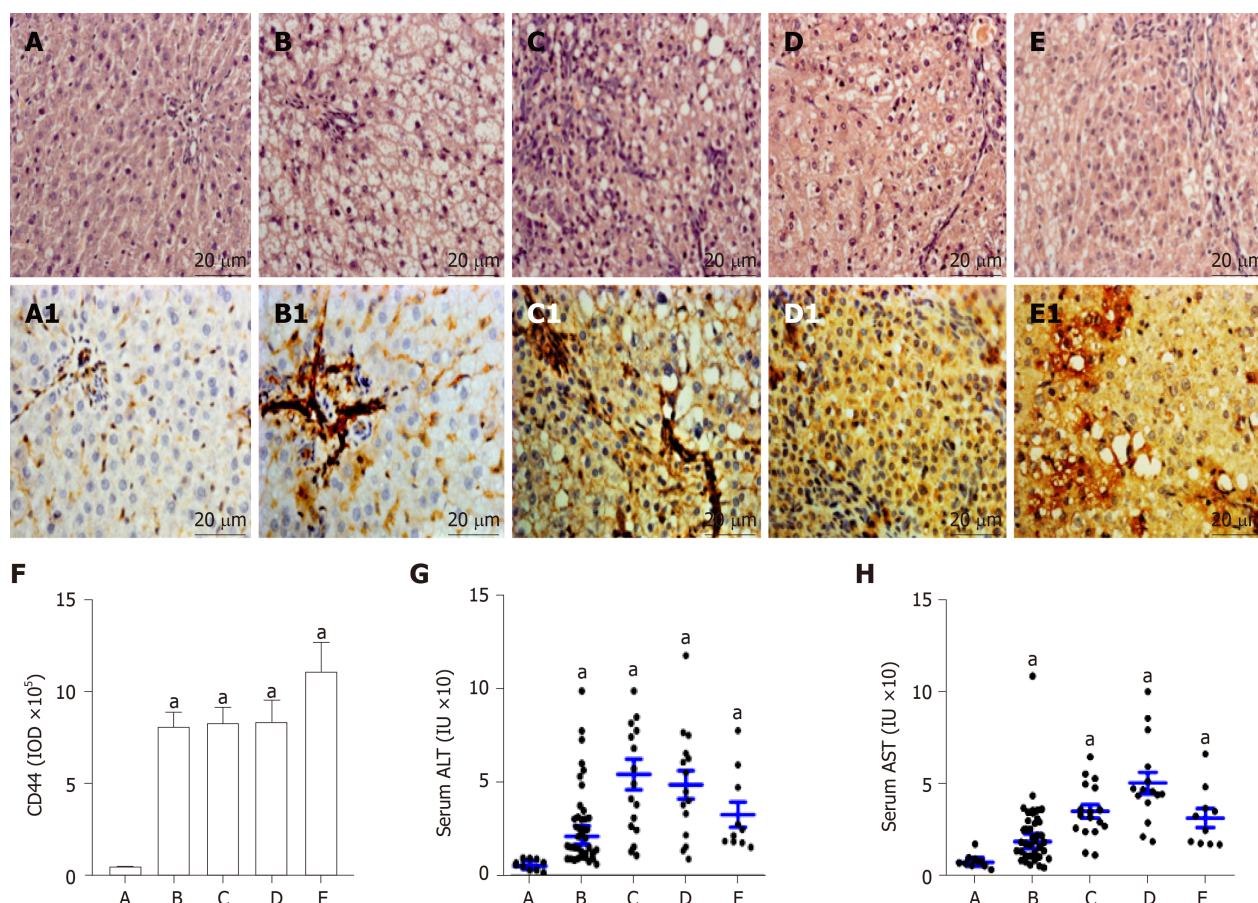 A B C D E
20 μm 20 μm 20 μm 20 μm 20 μm
A1 B1 C1 D1 E1
20 μm 20 μm 20 μm 20 μm 20 μm
F
CD44 (IOD ×10⁵)
15
10
5
0
a a a a
A B C D E
G
Serum ALT (IU ×10)
15
10
5
0
a a a a
A B C D E
H
Serum AST (IU ×10)
15
10
5
0
a a a a
A B C D E